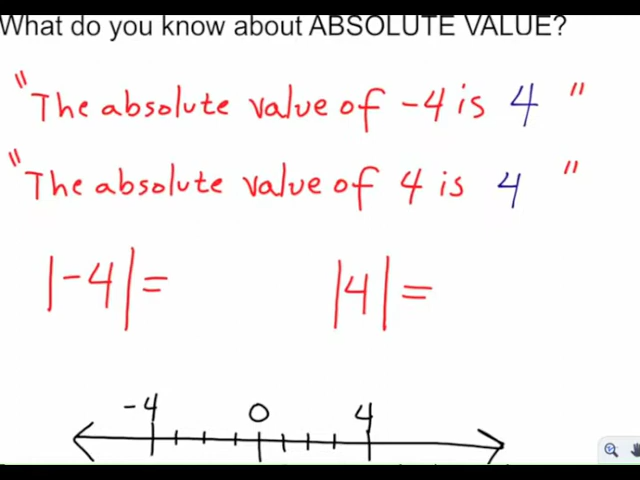 What do you know about ABSOLUTE VALUE?
"The absolute value of -4 is 4"
"The absolute value of 4 is 4"
|-4|= |4|=
-4 0 4